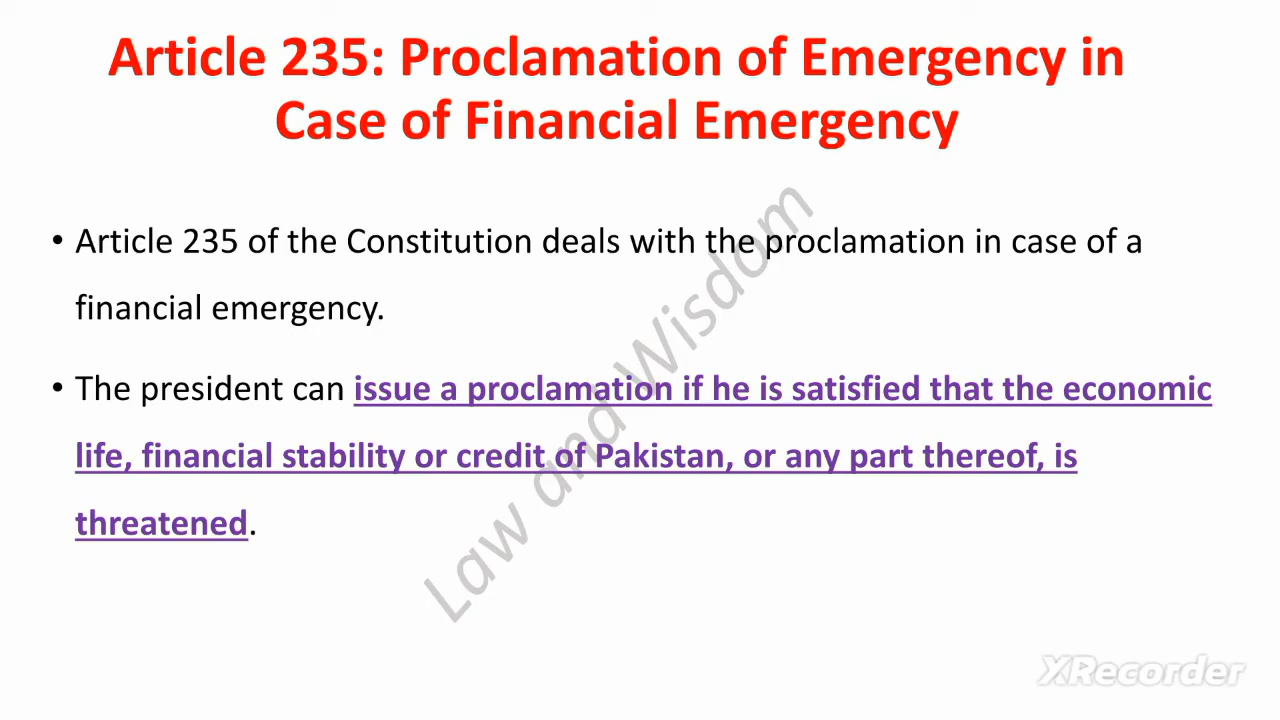 Article 235: Proclamation of Emergency in
Case of Financial Emergency
• Article 235 of the Constitution deals with the proclamation in case of a
financial emergency.
• The president can issue a proclamation if he is satisfied that the economic
life, financial stability or credit of Pakistan, or any part thereof, is
threatened.
Law and Wisdom
XRecorder